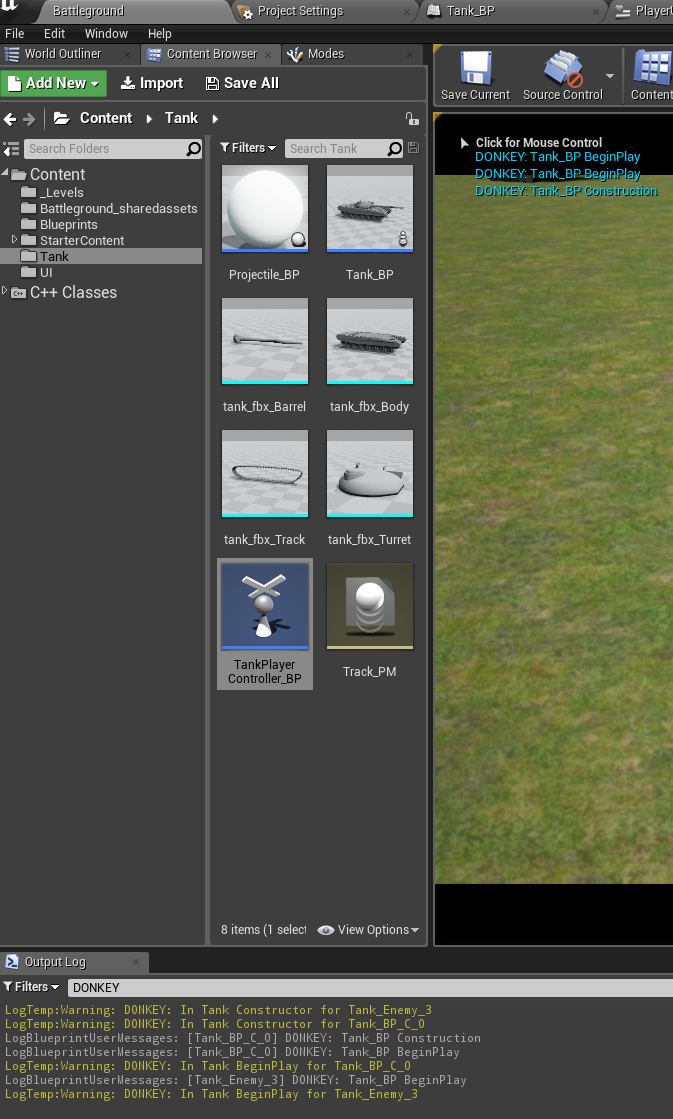 Battleground
Project Settings
Tank_BP
File Edit Window Help
World Outliner
Content Browser
Modes
Add New
Import
Save All
Save Current
Source Control
Content
Tank
Search Folders
Filters
Search Tank
Content
_Levels
Battleground_sharedassets
Blueprints
StarterContent
Tank
UI
C++ Classes
Projectile_BP
Tank_BP
tank_fbx_Barrel
tank_fbx_Body
tank_fbx_Track
tank_fbx_Turret
TankPlayer
Controller_BP
Track_PM
8 items (1 select
View Options
Click for Mouse Control
DONKEY: Tank_BP BeginPlay
DONKEY: Tank_BP BeginPlay
DONKEY: Tank_BP Construction
Output Log
Filters
DONKEY
LogTemp:Warning: DONKEY: In Tank Constructor for Tank_Enemy_3
LogTemp:Warning: DONKEY: In Tank Constructor for Tank_BP_C_0
LogBlueprintUserMessages: [Tank_BP_C_0] DONKEY: Tank_BP Construction
LogBlueprintUserMessages: [Tank_BP_C_0] DONKEY: Tank_BP BeginPlay
LogTemp:Warning: DONKEY: In Tank BeginPlay for Tank_BP_C_0
LogBlueprintUserMessages: [Tank_Enemy_3] DONKEY: Tank_BP BeginPlay
LogTemp:Warning: DONKEY: In Tank BeginPlay for Tank_Enemy_3